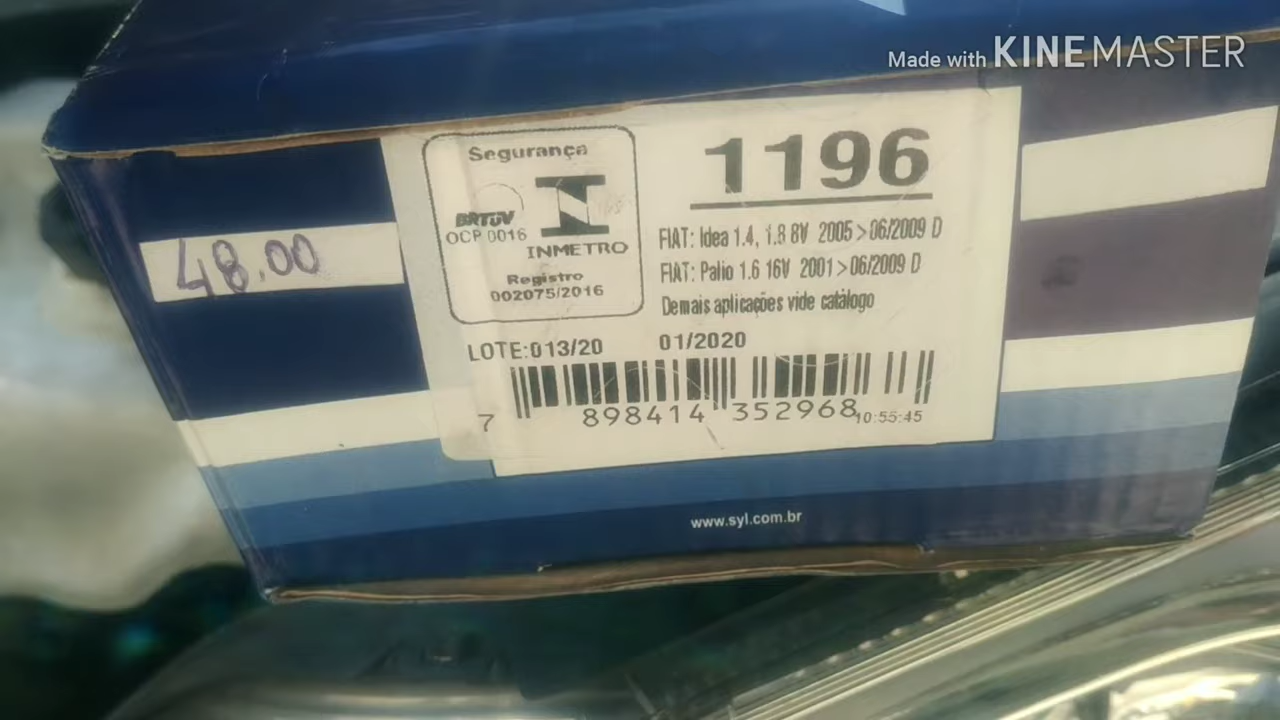 Made with KINEMASTER
Segurança
BRTÜV
OCP 0016
INMETRO
Registro
002075/2016
1196
FIAT: Idea 1.4, 1.8 8V 2005>06/2009 D
FIAT: Palio 1.6 16V 2001>06/2009 D
Demais aplicações vide catálogo
48.00
LOTE:013/20 01/2020
7 898414 352968
10:55:45
www.syl.com.br